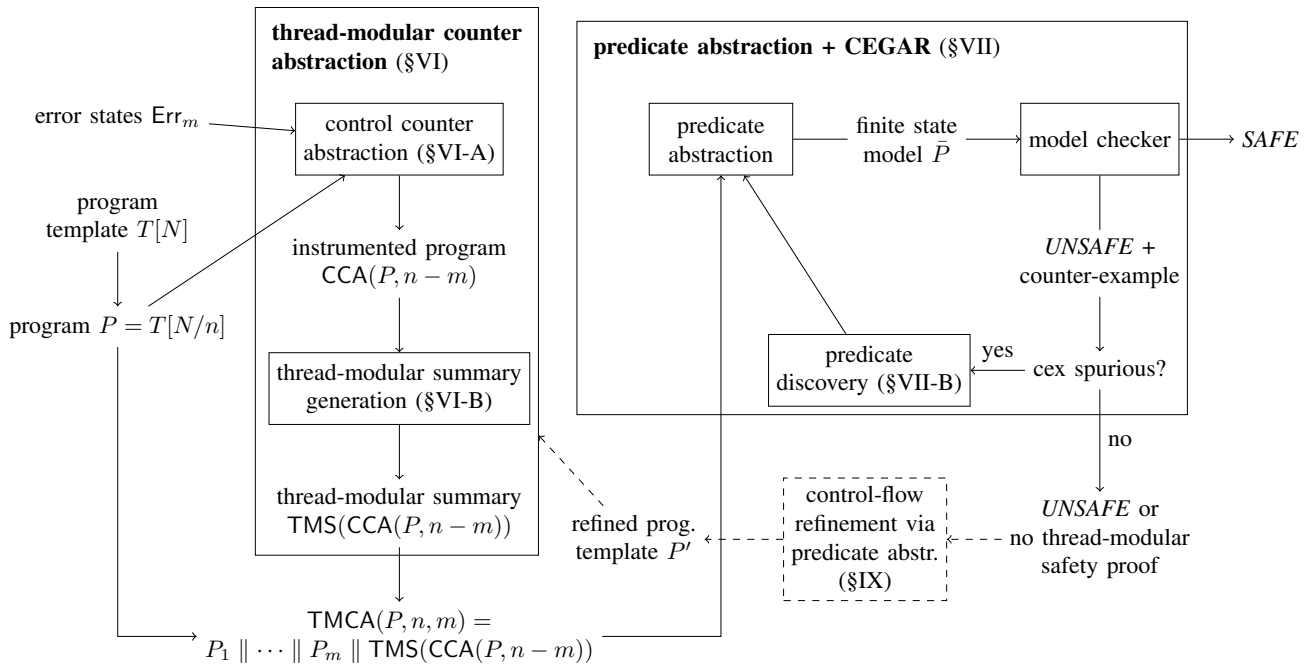 thread-modular counter
abstraction (§VI)
error states Err_m
control counter
abstraction (§VI-A)
program
template T[N]
instrumented program
CCA(P, n − m)
program P = T[N/n]
thread-modular summary
generation (§VI-B)
thread-modular summary
TMS(CCA(P, n − m))
TMCA(P, n, m) =
P_1 ∥ ⋯ ∥ P_m ∥ TMS(CCA(P, n − m))
predicate abstraction + CEGAR (§VII)
predicate
abstraction
finite state
model P̄
model checker
SAFE
UNSAFE +
counter-example
cex spurious?
yes
predicate
discovery (§VII-B)
no
UNSAFE or
no thread-modular
safety proof
control-flow
refinement via
predicate abstr.
(§IX)
refined prog.
template P′